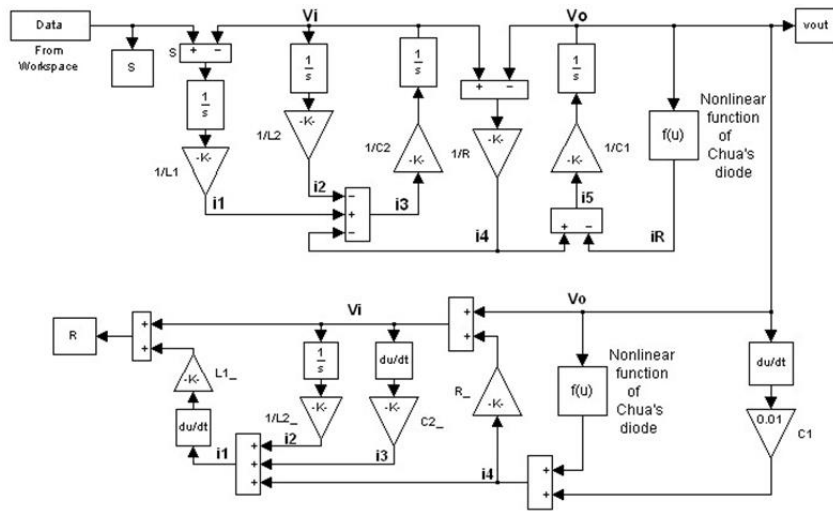 Data
From
Workspace
S
S
+ -
1
s
-K-
1/L1
i1
Vi
1
s
-K-
1/L2
i2
-
+
-
i3
1
s
-K-
1/C2
+ -
-K-
1/R
i4
Vo
1
s
-K-
1/C1
i5
+ -
iR
f(u)
Nonlinear
function
of
Chua's
diode
vout
R
+
+
-K-
L1_
du/dt
i1
Vi
1
s
-K-
1/L2_
i2
du/dt
-K-
C2_
i3
+
+
+
+
+
-K-
R_
i4
Vo
f(u)
Nonlinear
function
of
Chua's
diode
+
+
du/dt
0.01
C1